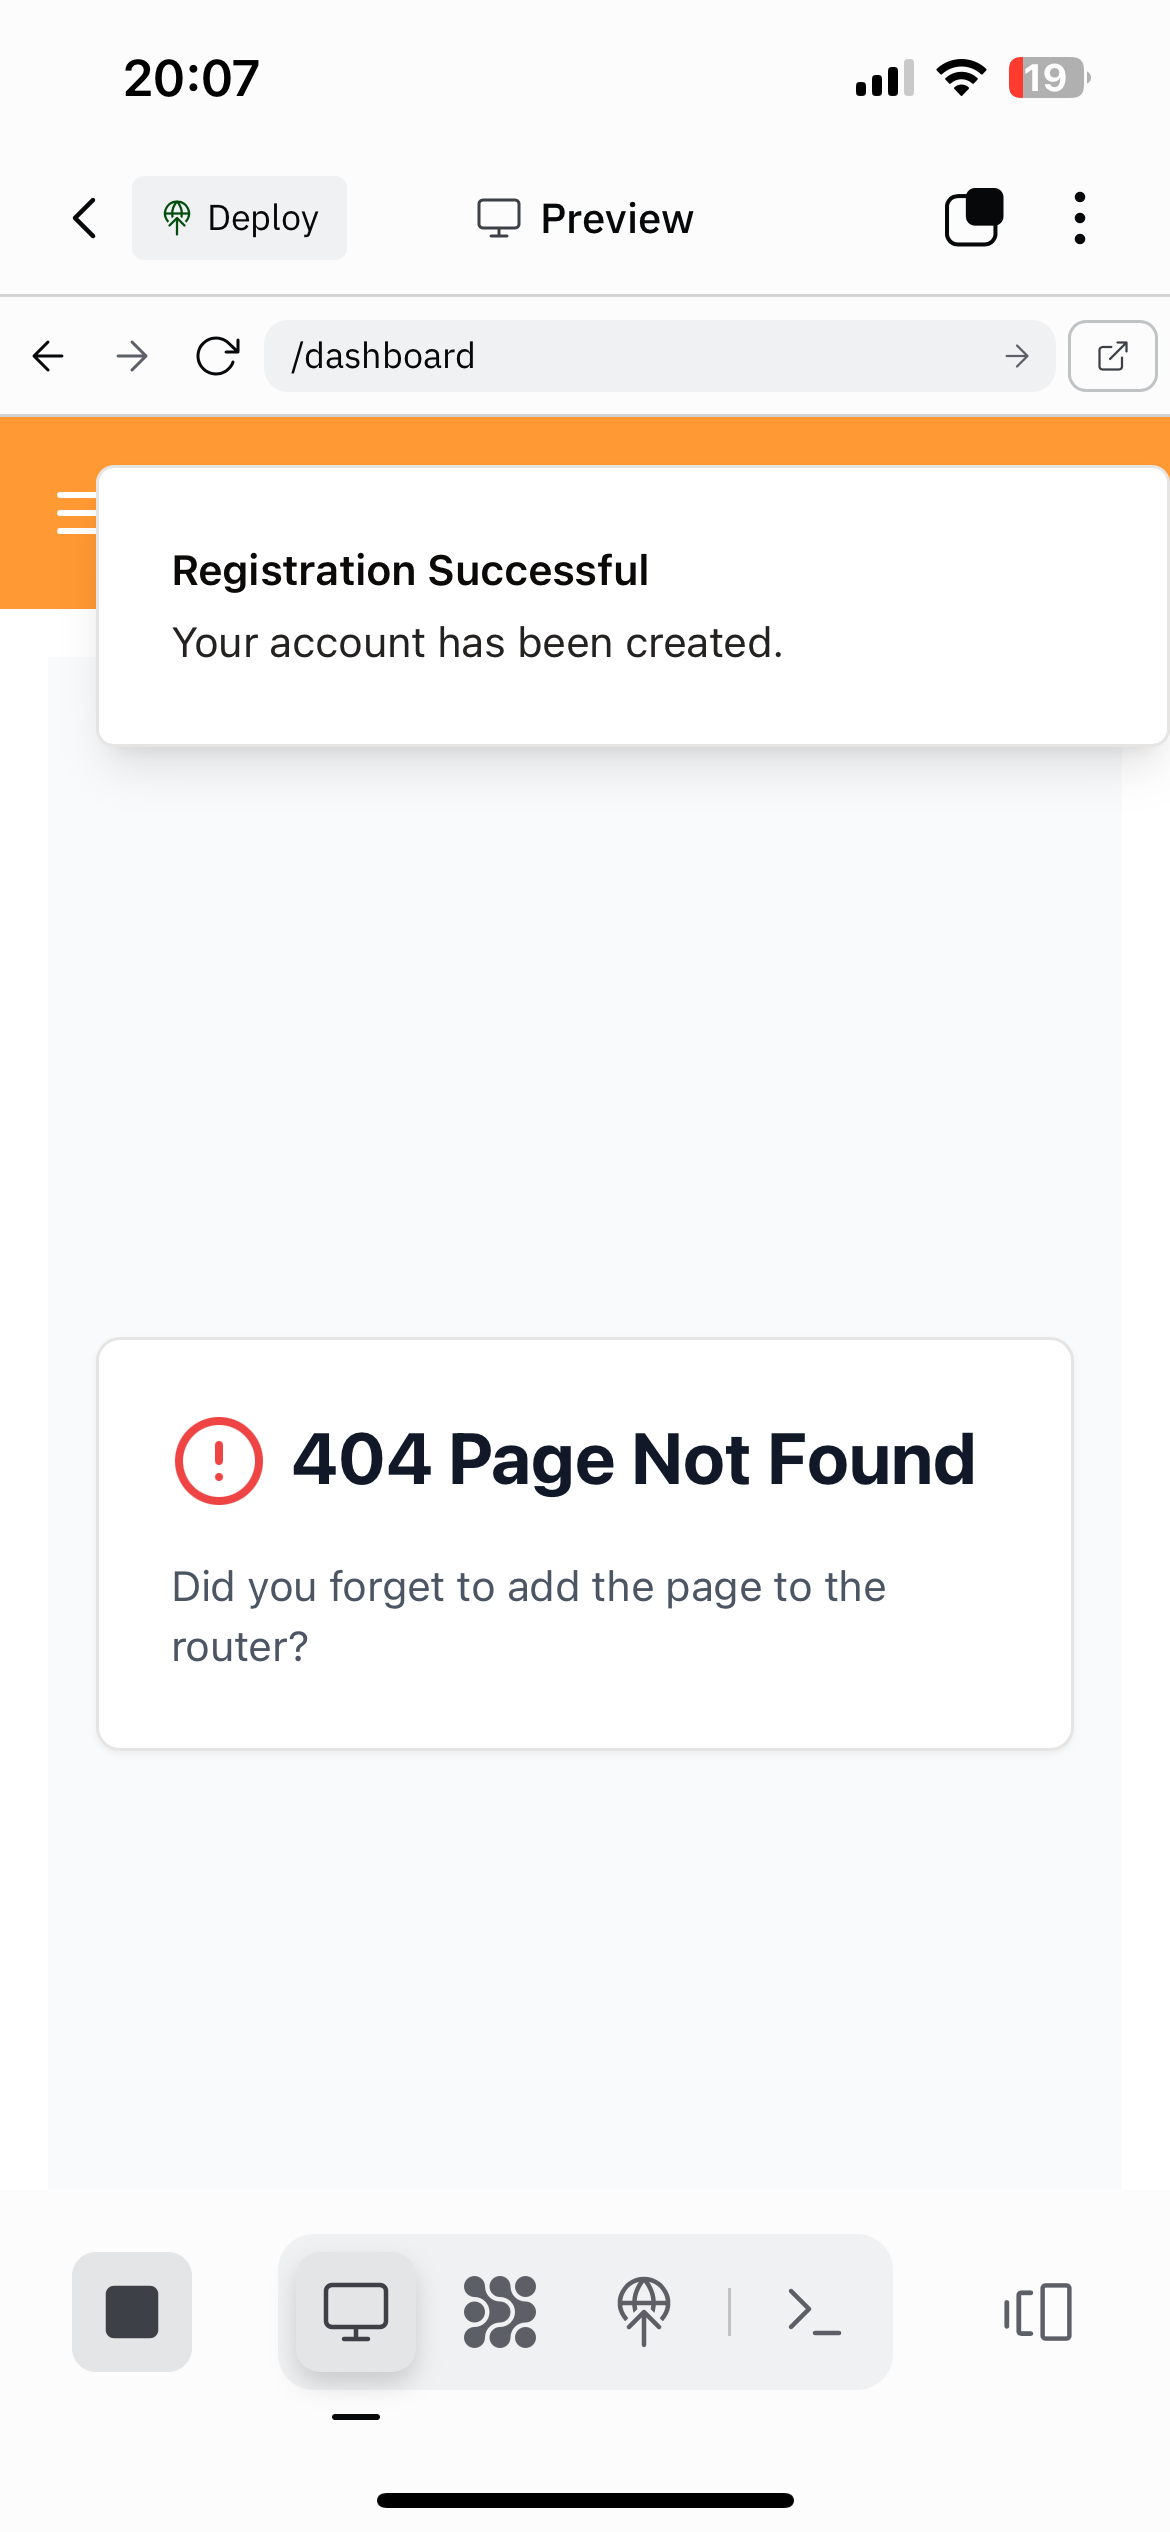 20:07
19
Deploy
Preview
/dashboard
Registration Successful
Your account has been created.
404 Page Not Found
Did you forget to add the page to the
router?